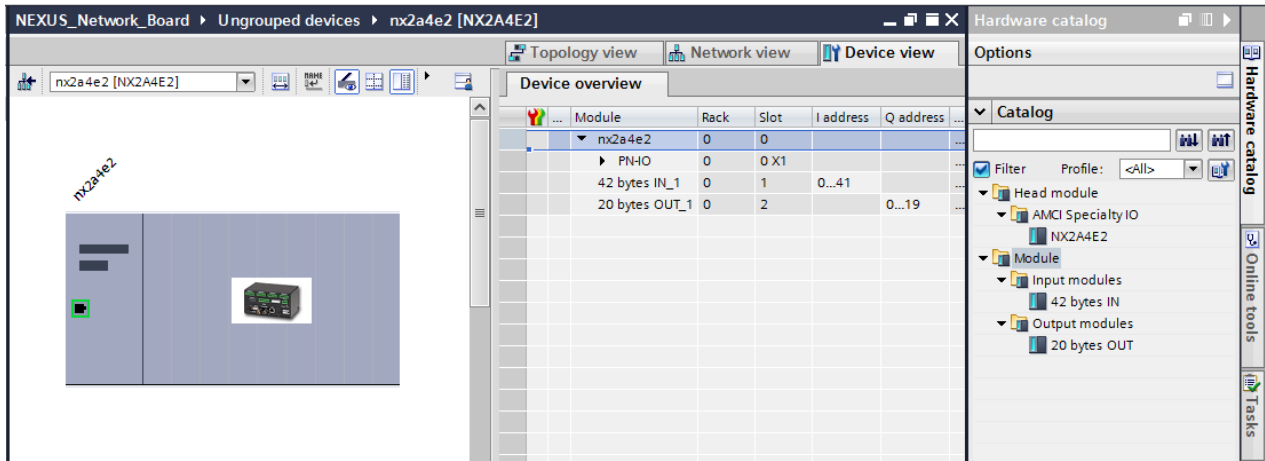 NEXUS_Network_Board ▸ Ungrouped devices ▸ nx2a4e2 [NX2A4E2]
Hardware catalog
Topology view Network view Device view
Options
nx2a4e2 [NX2A4E2]
NAME
Device overview
... Module Rack Slot I address Q address ...
nx2a4e2 0 0 ...
PN-IO 0 0 X1 ...
42 bytes IN_1 0 1 0...41 ...
20 bytes OUT_1 0 2 0...19 ...
nx2a4e2
Catalog
Filter Profile: <All>
Head module
AMCI Specialty IO
NX2A4E2
Module
Input modules
42 bytes IN
Output modules
20 bytes OUT
Hardware catalog
Online tools
Tasks